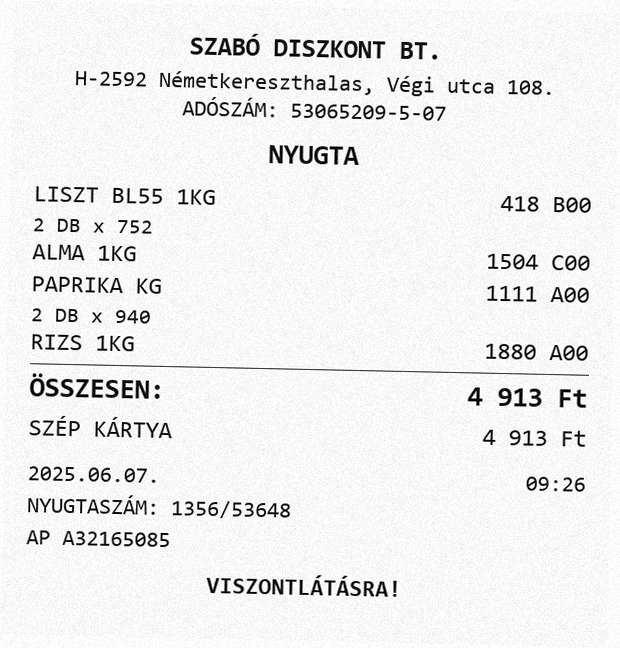 SZABÓ DISZKONT BT.
H-2592 Németkereszthalas, Végi utca 108.
ADÓSZÁM: 53065209-5-07
NYUGTA
LISZT BL55 1KG 418 B00
2 DB x 752
ALMA 1KG 1504 C00
PAPRIKA KG 1111 A00
2 DB x 940
RIZS 1KG 1880 A00
ÖSSZESEN: 4 913 Ft
SZÉP KÁRTYA 4 913 Ft
2025.06.07. 09:26
NYUGTASZÁM: 1356/53648
AP A32165085
VISZONTLÁTÁSRA!